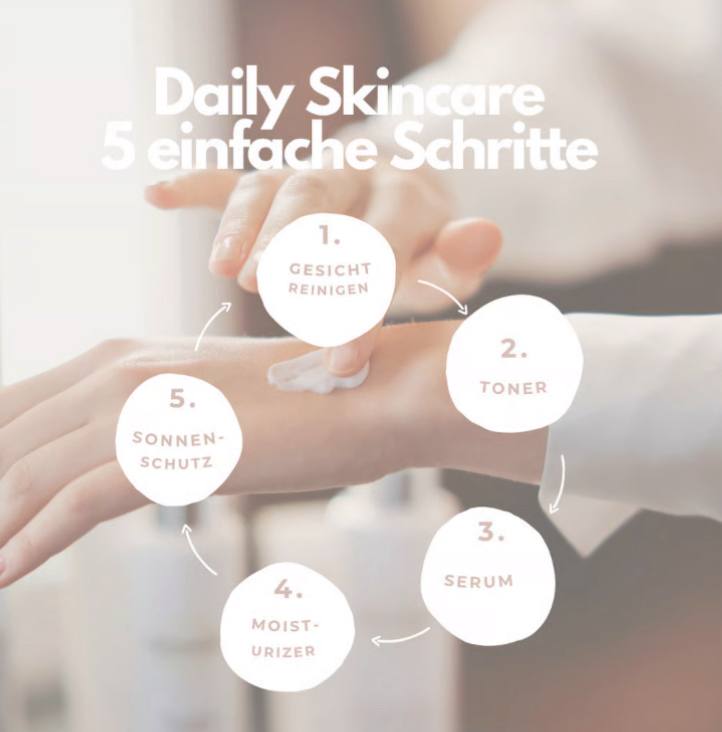 Daily Skincare
5 einfache Schritte
1.
GESICHT
REINIGEN
2.
TONER
3.
SERUM
4.
MOIST-
URIZER
5.
SONNEN-
SCHUTZ